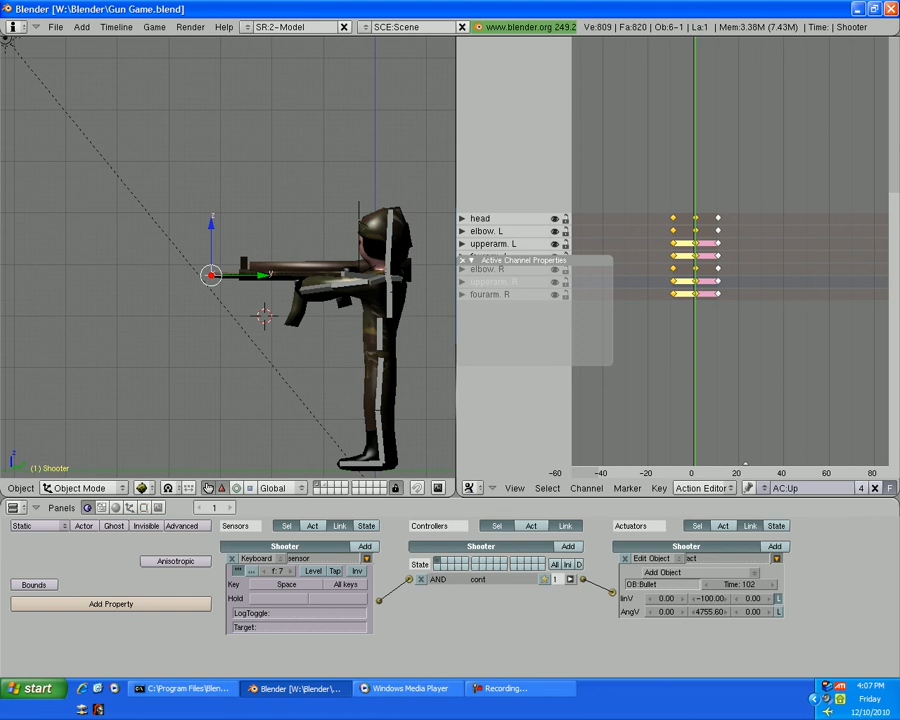 Blender [W:\Blender\Gun Game.blend]
File Add Timeline Game Render Help SR:2-Model SCE:Scene www.blender.org 249.2 Ve:809 | Fa:820 | Ob:6-1 | La:1 | Mem:3.38M (7.43M) | Time: | Shooter
z
y
head
elbow. L
upperarm. L
Active Channel Properties
elbow. R
upperarm. R
fourarm. R
z
y
(1) Shooter
-60 -40 -20 0 20 40 60 80
Object Object Mode Global View Select Channel Marker Key Action Editor AC:Up 4 F
Panels 1
Static Actor Ghost Invisible Advanced Sensors Sel Act Link State Controllers Sel Act Link Actuators Sel Act Link State
Shooter Add Shooter Add Shooter Add
Anisotropic Keyboard sensor State All Ini D Edit Object act
f: 7 Level Tap Inv AND cont 1 Add Object
Bounds Key Space All keys OB:Bullet Time: 102
Add Property Hold linV 0.00 -100.00 0.00 L
LogToggle: AngV 0.00 4755.60 0.00 L
Target:
start C:\Program Files\Blen... Blender [W:\Blender\... Windows Media Player Recording... 4:07 PM
Friday
12/10/2010